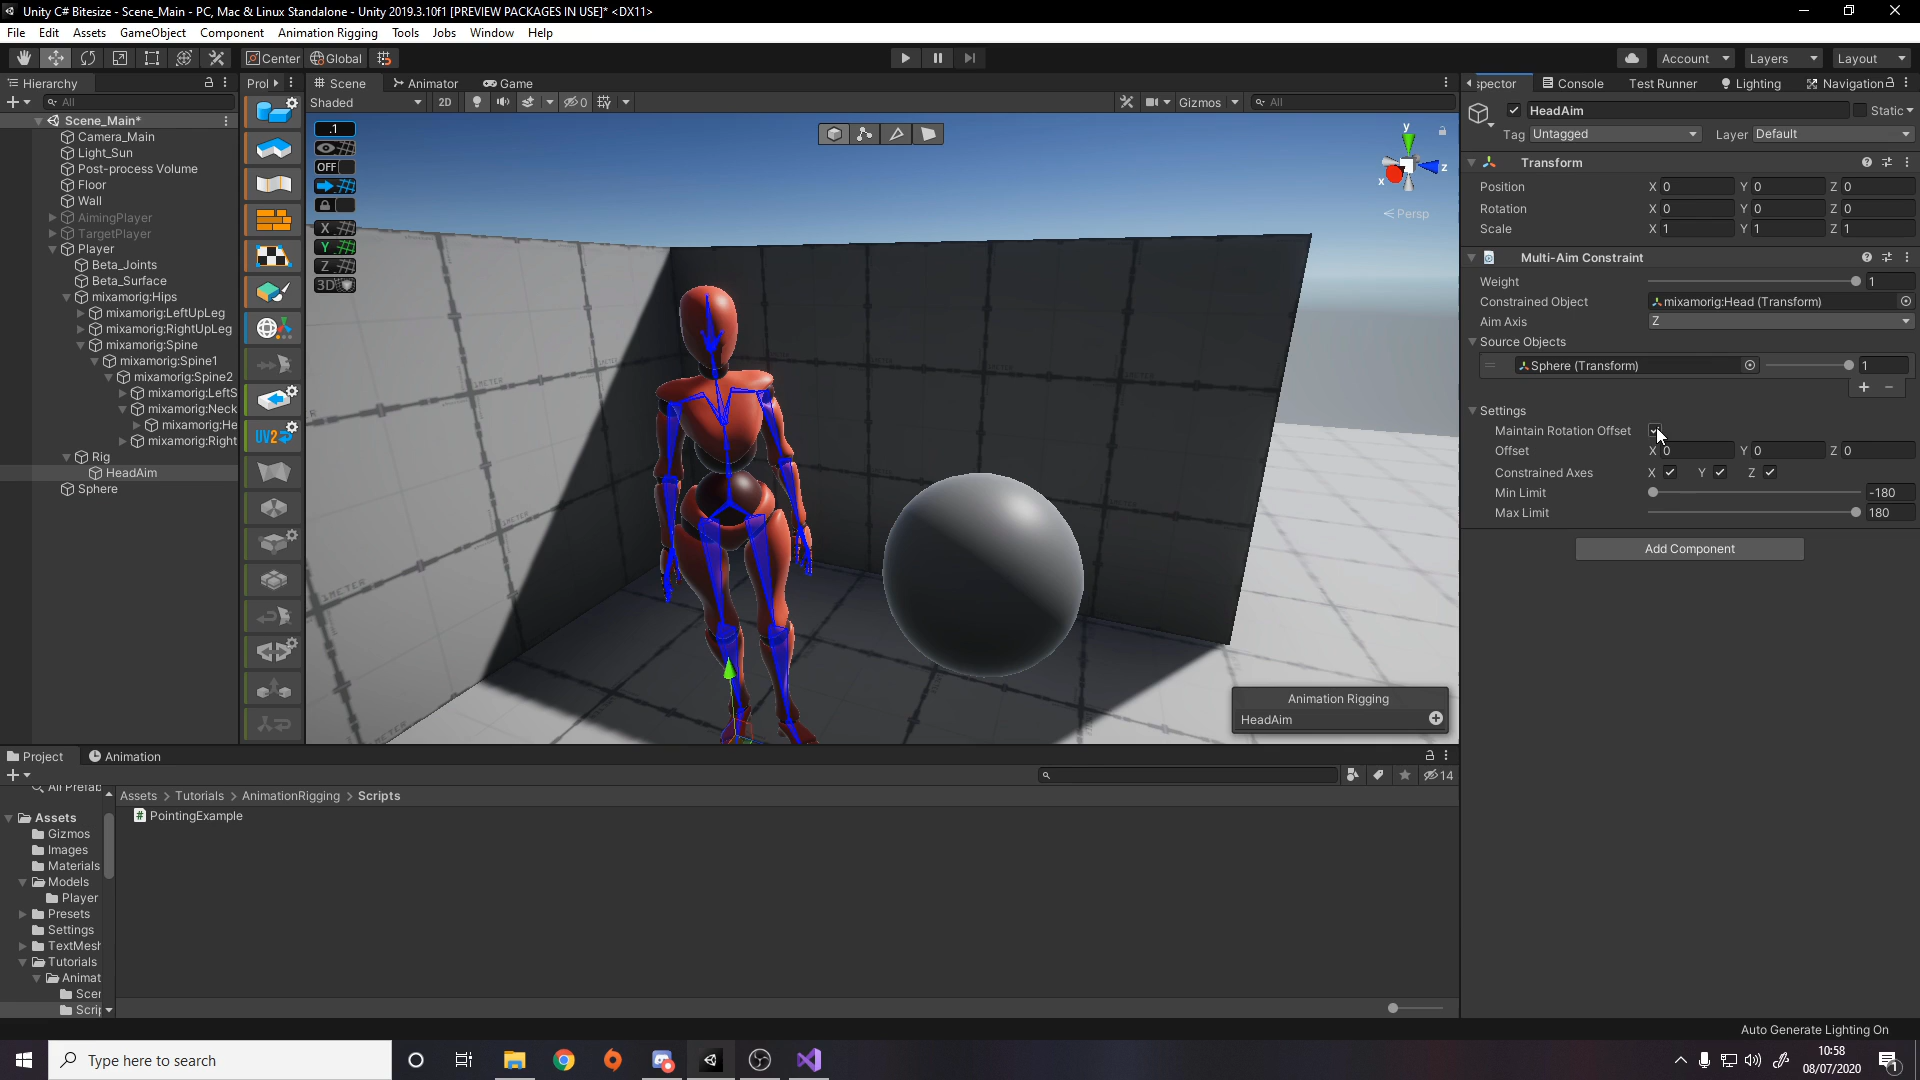 Unity C# Bitesize - Scene_Main - PC, Mac & Linux Standalone - Unity 2019.3.10f1 [PREVIEW PACKAGES IN USE]* <DX11>
File Edit Assets GameObject Component Animation Rigging Tools Jobs Window Help
Center Global Account Layers Layout
Hierarchy Prol Scene Animator Game spector Console Test Runner Lighting Navigation
All Shaded 2D 0 Gizmos All
Scene_Main*
Camera_Main
Light_Sun
Post-process Volume
Floor
Wall
AimingPlayer
TargetPlayer
Player
Beta_Joints
Beta_Surface
mixamorig:Hips
mixamorig:LeftUpLeg
mixamorig:RightUpLeg
mixamorig:Spine
mixamorig:Spine1
mixamorig:Spine2
mixamorig:LeftS
mixamorig:Neck
mixamorig:He
mixamorig:Right
Rig
HeadAim
Sphere
UV2
.1
OFF
X
Y
Z
3D
y
x z
Persp
Animation Rigging
HeadAim
HeadAim Static
Tag Untagged Layer Default
Transform
Position X 0 Y 0 Z 0
Rotation X 0 Y 0 Z 0
Scale X 1 Y 1 Z 1
Multi-Aim Constraint
Weight 1
Constrained Object mixamorig:Head (Transform)
Aim Axis Z
Source Objects
Sphere (Transform) 1
Settings
Maintain Rotation Offset
Offset X 0 Y 0 Z 0
Constrained Axes X Y Z
Min Limit -180
Max Limit 180
Add Component
Project Animation
14
All Prefab
Assets
Gizmos
Images
Materials
Models
Player
Presets
Settings
TextMesh
Tutorials
Animat
Scer
Scrip
Assets > Tutorials > AnimationRigging > Scripts
PointingExample
Auto Generate Lighting On
Type here to search
10:58
08/07/2020
1